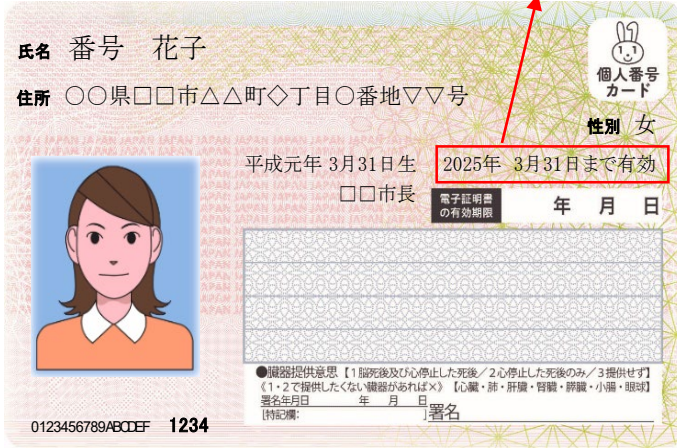 氏名 番号 花子
個人番号
カード
住所 ○○県□□市△△町◇丁目○番地▽▽号
性別 女
平成元年 3月31日生 2025年 3月31日まで有効
□□市長
電子証明書
の有効期限 年 月 日
●臓器提供意思【1脳死後及び心停止した死後/2心停止した死後のみ/3提供せず】
《1・2で提供したくない臓器があれば×》【心臓・肺・肝臓・腎臓・膵臓・小腸・眼球】
署名年月日 年 月 日
[特記欄: ]署名
0123456789ABCDEF 1234